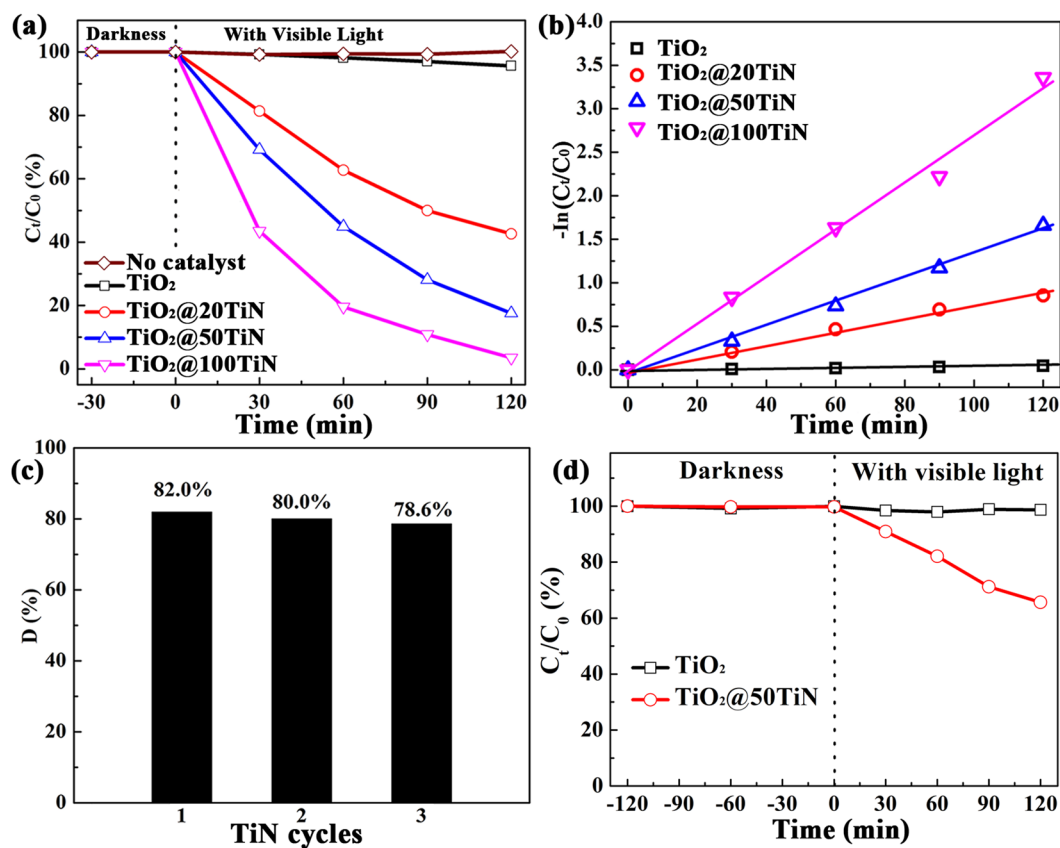 (a)
Darkness
With Visible Light
Cₜ/C₀ (%)
100
80
60
40
20
0
No catalyst
TiO₂
TiO₂@20TiN
TiO₂@50TiN
TiO₂@100TiN
-30 0 30 60 90 120
Time (min)
(b)
-In(Cₜ/C₀)
4.0
3.5
3.0
2.5
2.0
1.5
1.0
0.5
0.0
TiO₂
TiO₂@20TiN
TiO₂@50TiN
TiO₂@100TiN
0 20 40 60 80 100 120
Time (min)
(c)
D (%)
100
80
60
40
20
0
82.0%
80.0%
78.6%
1 2 3
TiN cycles
(d)
Darkness
With visible light
Cₜ/C₀ (%)
100
80
60
40
20
0
TiO₂
TiO₂@50TiN
-120 -90 -60 -30 0 30 60 90 120
Time (min)